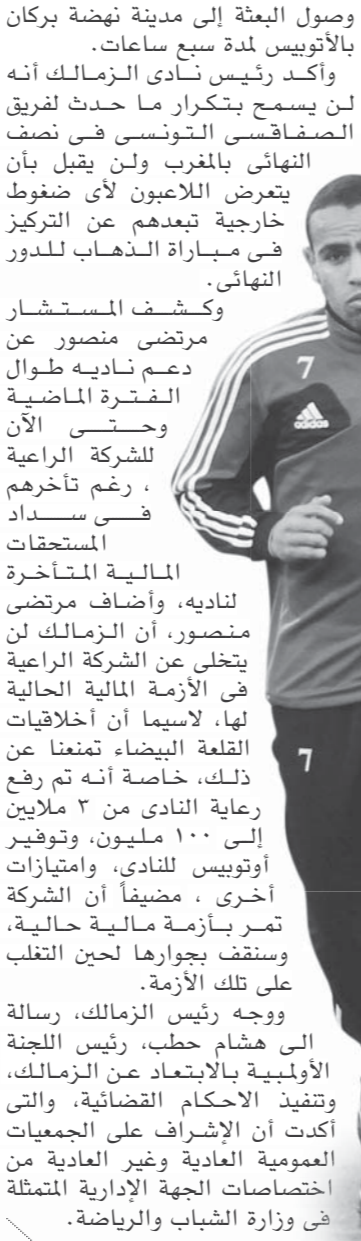 وصول البعثة إلى مدينة نهضة بركان
بالأتوبيس لمدة سبع ساعات.
وأكد رئيس نادى الزمالك أنه
لن يسمح بتكرار ما حدث لفريق
الصفاقسى التونسى فى نصف
النهائى بالمغرب ولن يقبل بأن
يتعرض اللاعبون لأى ضغوط
خارجية تبعدهم عن التركيز
فى مباراة الذهاب للدور
النهائى.
وكشف المستشار
مرتضى منصور عن
دعم ناديه طوال
الفترة الماضية
وحتى الآن
للشركة الراعية
، رغم تأخرهم
فى سداد
المستحقات
المالية المتأخرة
لناديه، وأضاف مرتضى
منصور، أن الزمالك لن
يتخلى عن الشركة الراعية
فى الأزمة المالية الحالية
لها، لاسيما أن أخلاقيات
القلعة البيضاء تمنعنا عن
ذلك، خاصة أنه تم رفع
رعاية النادى من ٣ ملايين
إلى ١٠٠ مليون، وتوفير
أوتوبيس للنادى، وامتيازات
أخرى ، مضيفاً أن الشركة
تمر بأزمة مالية حالية،
وسنقف بجوارها لحين التغلب
على تلك الأزمة.
ووجه رئيس الزمالك، رسالة
الى هشام حطب، رئيس اللجنة
الأولمبية بالابتعاد عن الزمالك،
وتنفيذ الاحكام القضائية، والتى
أكدت أن الإشراف على الجمعيات
العمومية العادية وغير العادية من
اختصاصات الجهة الإدارية المتمثلة
فى وزارة الشباب والرياضة.
7
adidas
7